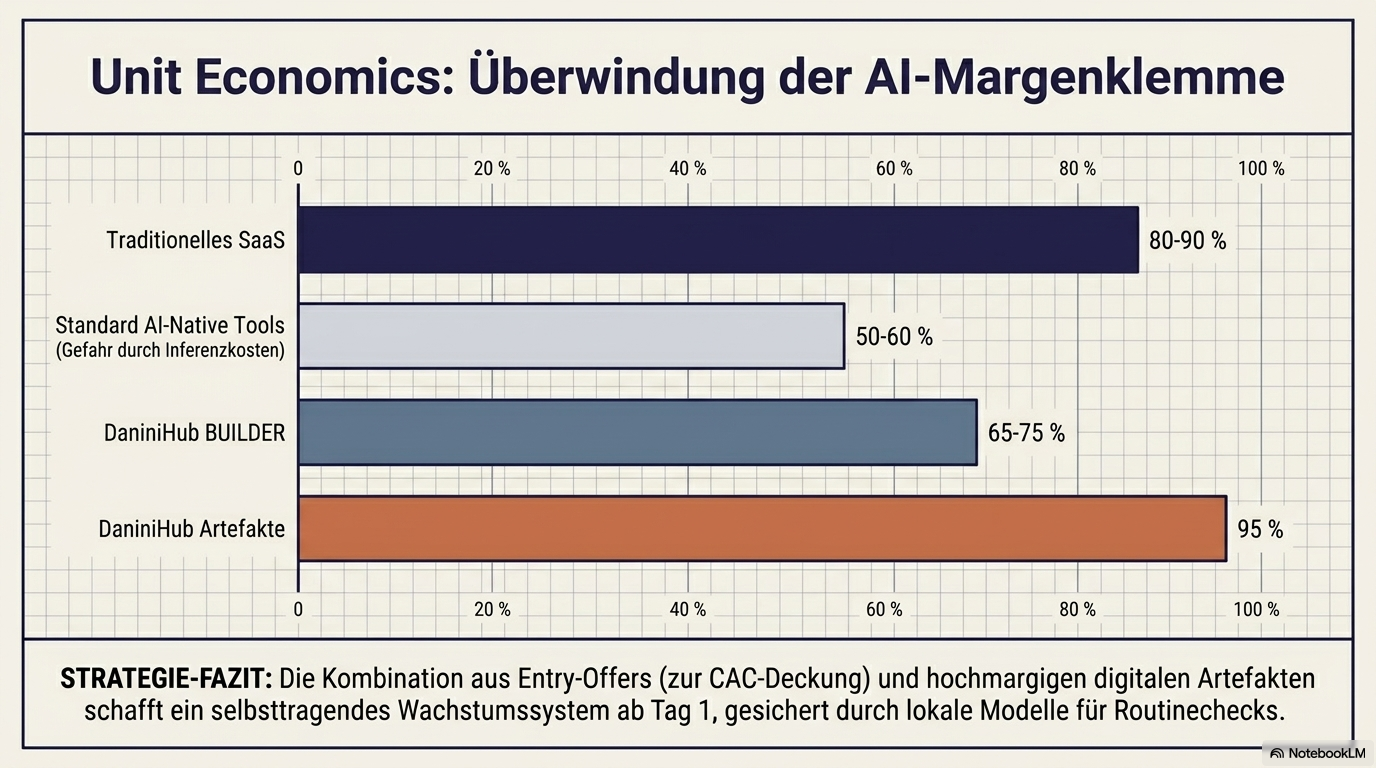 Unit Economics: Überwindung der AI-Margenklemme
0 20 % 40 % 60 % 80 % 100 %
Traditionelles SaaS 80-90 %
Standard AI-Native Tools
(Gefahr durch Inferenzkosten) 50-60 %
DaniniHub BUILDER 65-75 %
DaniniHub Artefakte 95 %
0 20 % 40 % 60 % 80 % 100 %
STRATEGIE-FAZIT: Die Kombination aus Entry-Offers (zur CAC-Deckung) und hochmargigen digitalen Artefakten
schafft ein selbsttragendes Wachstumssystem ab Tag 1, gesichert durch lokale Modelle für Routinechecks.
NotebookLM